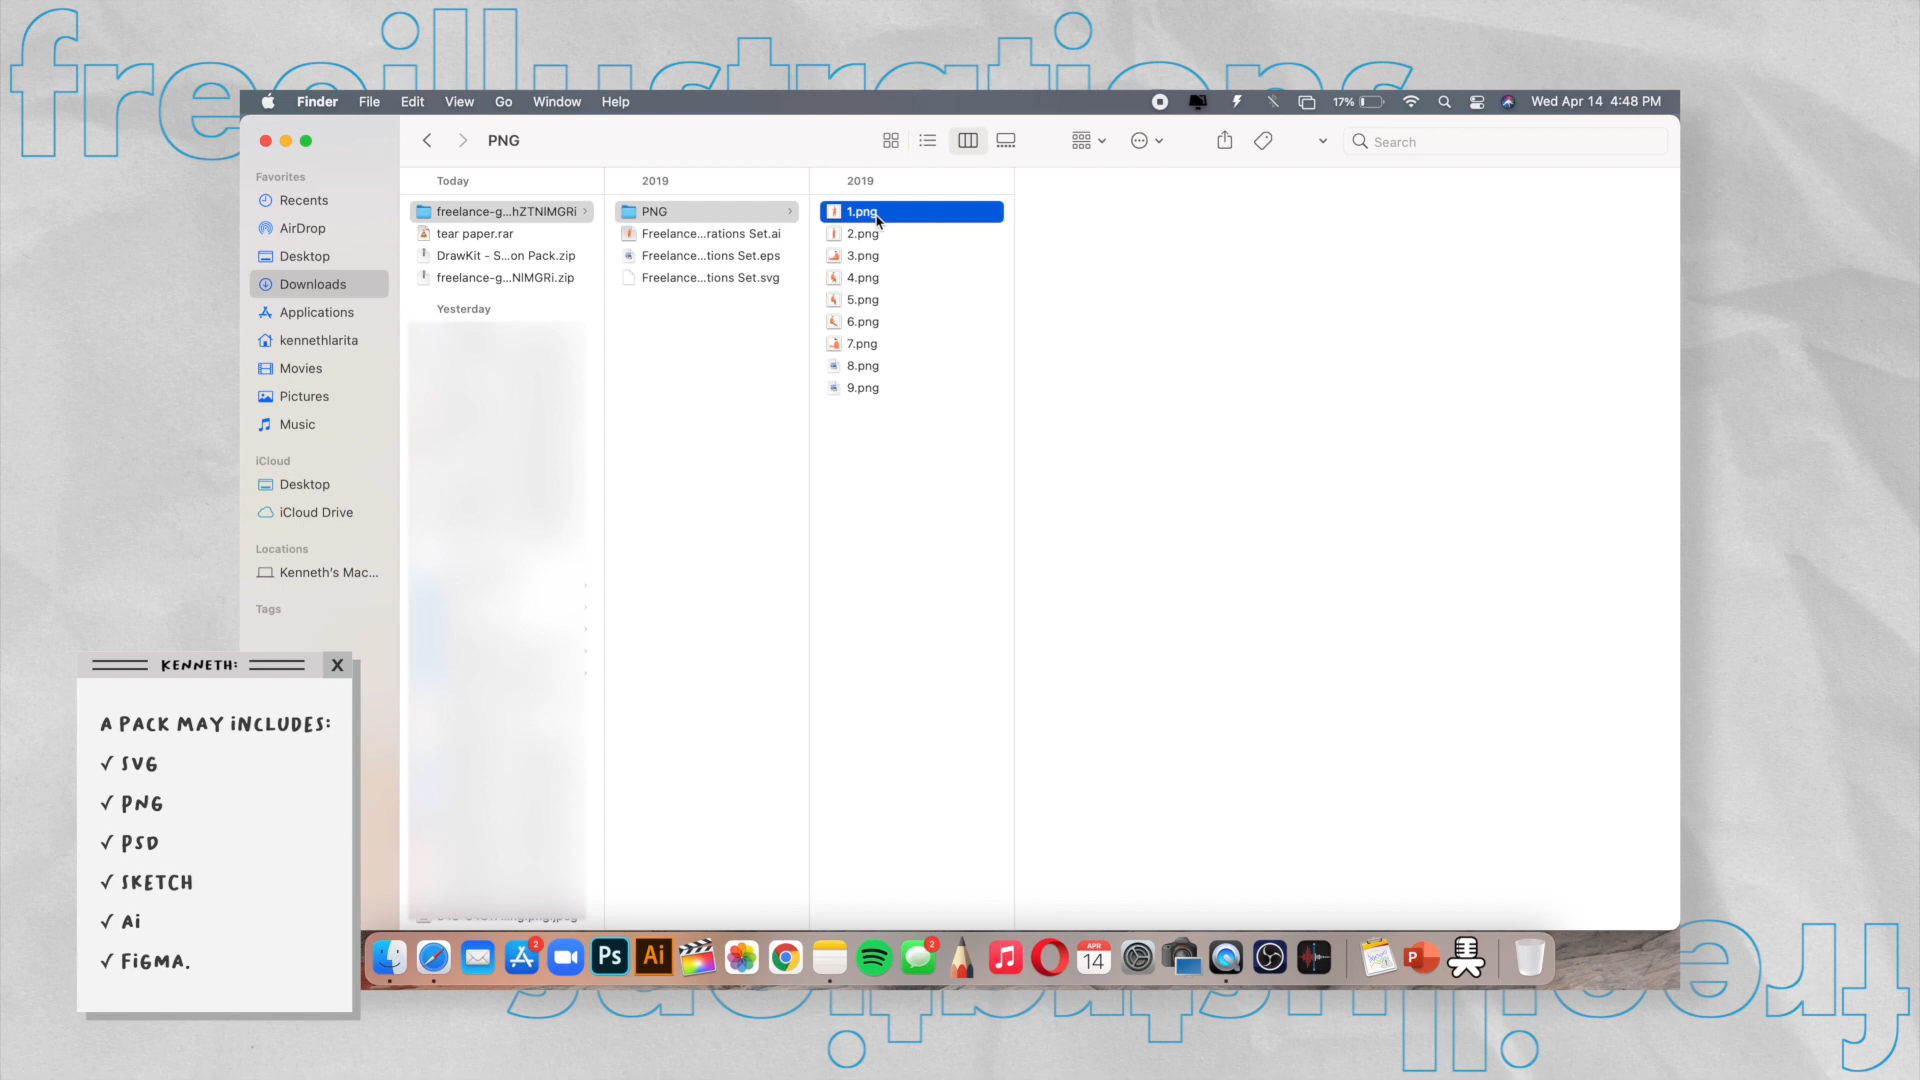 freeillustrations
Finder File Edit View Go Window Help
17% Wed Apr 14 4:48 PM
PNG
Search
Favorites
Recents
AirDrop
Desktop
Downloads
Applications
kennethlarita
Movies
Pictures
Music
iCloud
Desktop
iCloud Drive
Locations
Kenneth's Mac...
Tags
Today
freelance-g...hZTNIMGRi
tear paper.rar
DrawKit - S...on Pack.zip
freelance-g...NIMGRi.zip
Yesterday
2019
PNG
Freelance...rations Set.ai
Freelance...tions Set.eps
Freelance...tions Set.svg
2019
1.png
2.png
3.png
4.png
5.png
6.png
7.png
8.png
9.png
KENNETH:
X
A PACK MAY iNCLUDES:
✓ SVG
✓ PNG
✓ PSD
✓ SKETCH
✓ Ai
✓ FiGMA.
2
Ps
Ai
2
APR
14
P
freeillustrations